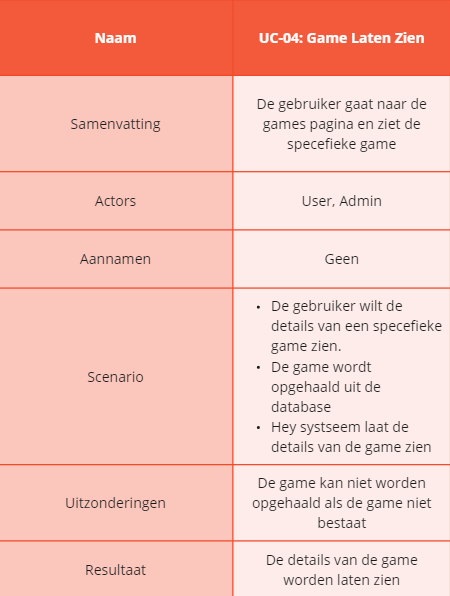 Naam
UC-04: Game Laten Zien
Samenvatting
De gebruiker gaat naar de
games pagina en ziet de
specefieke game
Actors
User, Admin
Aannamen
Geen
Scenario
• De gebruiker wilt de
details van een specefieke
game zien.
• De game wordt
opgehaald uit de
database
• Hey systseem laat de
details van de game zien
Uitzonderingen
De game kan niet worden
opgehaald als de game niet
bestaat
Resultaat
De details van de game
worden laten zien